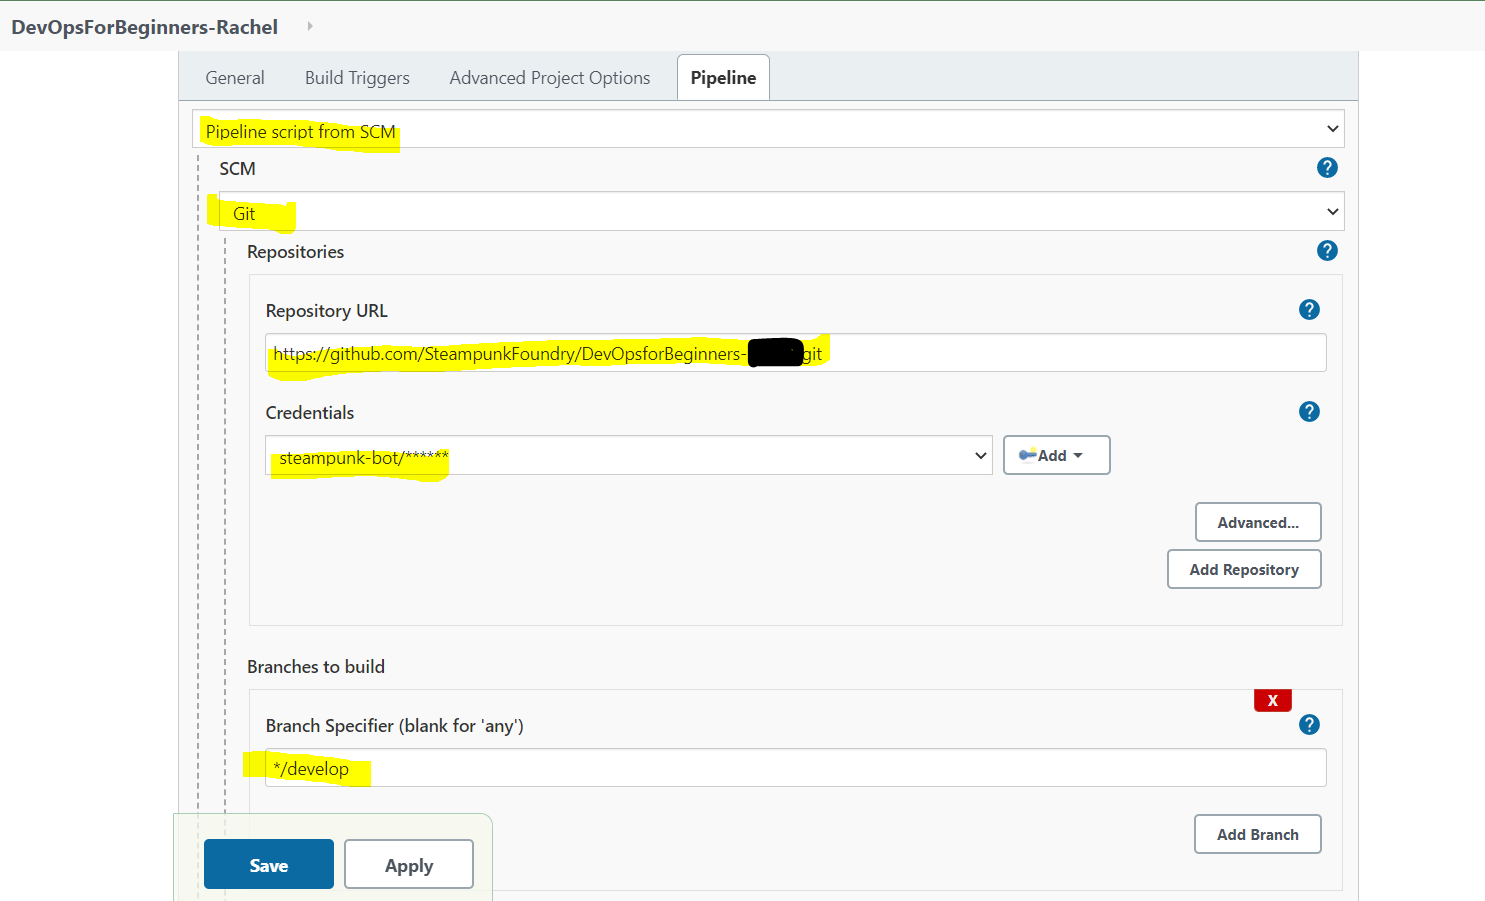 DevOpsForBeginners-Rachel
General Build Triggers Advanced Project Options Pipeline
Pipeline script from SCM
SCM
?
Git
Repositories
?
Repository URL
?
https://github.com/SteampunkFoundry/DevOpsforBeginners- git
Credentials
?
steampunk-bot/******
Add
Advanced...
Add Repository
Branches to build
X
Branch Specifier (blank for 'any')
?
*/develop
Add Branch
Save Apply